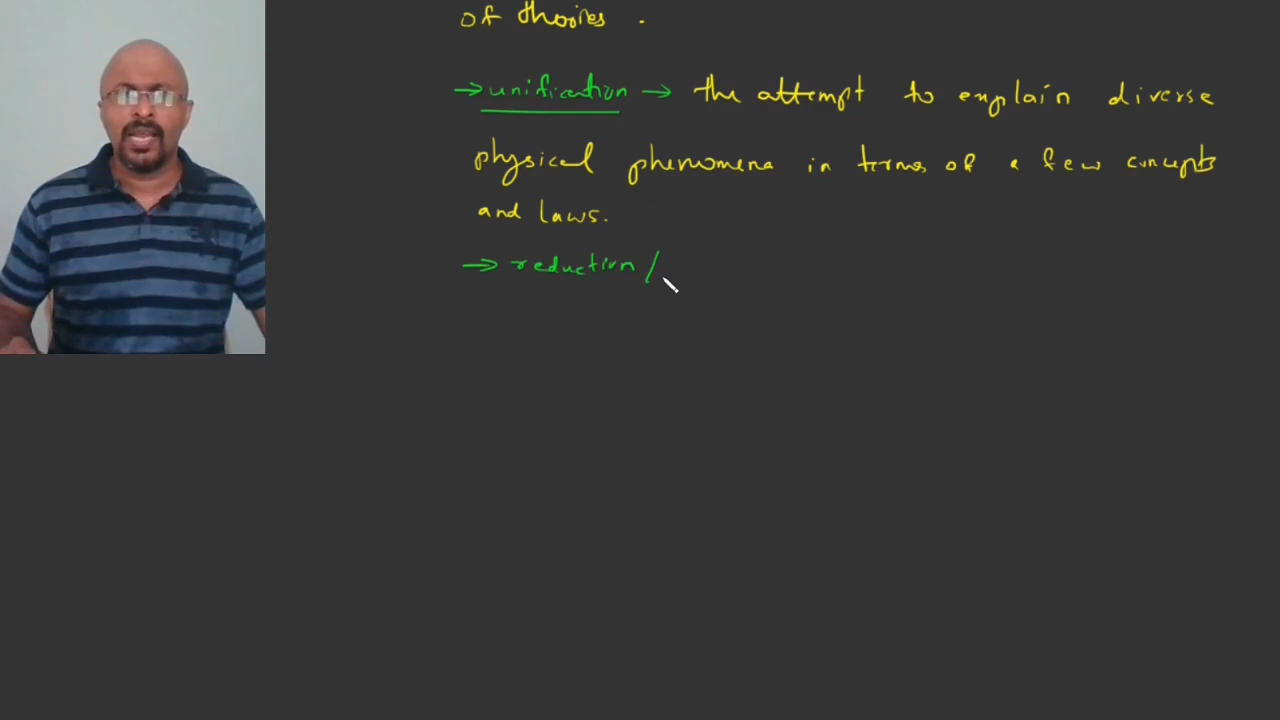 of theories .
→ unification → the attempt to explain diverse
physical phenomena in terms of a few concepts
and laws.
→ reduction /